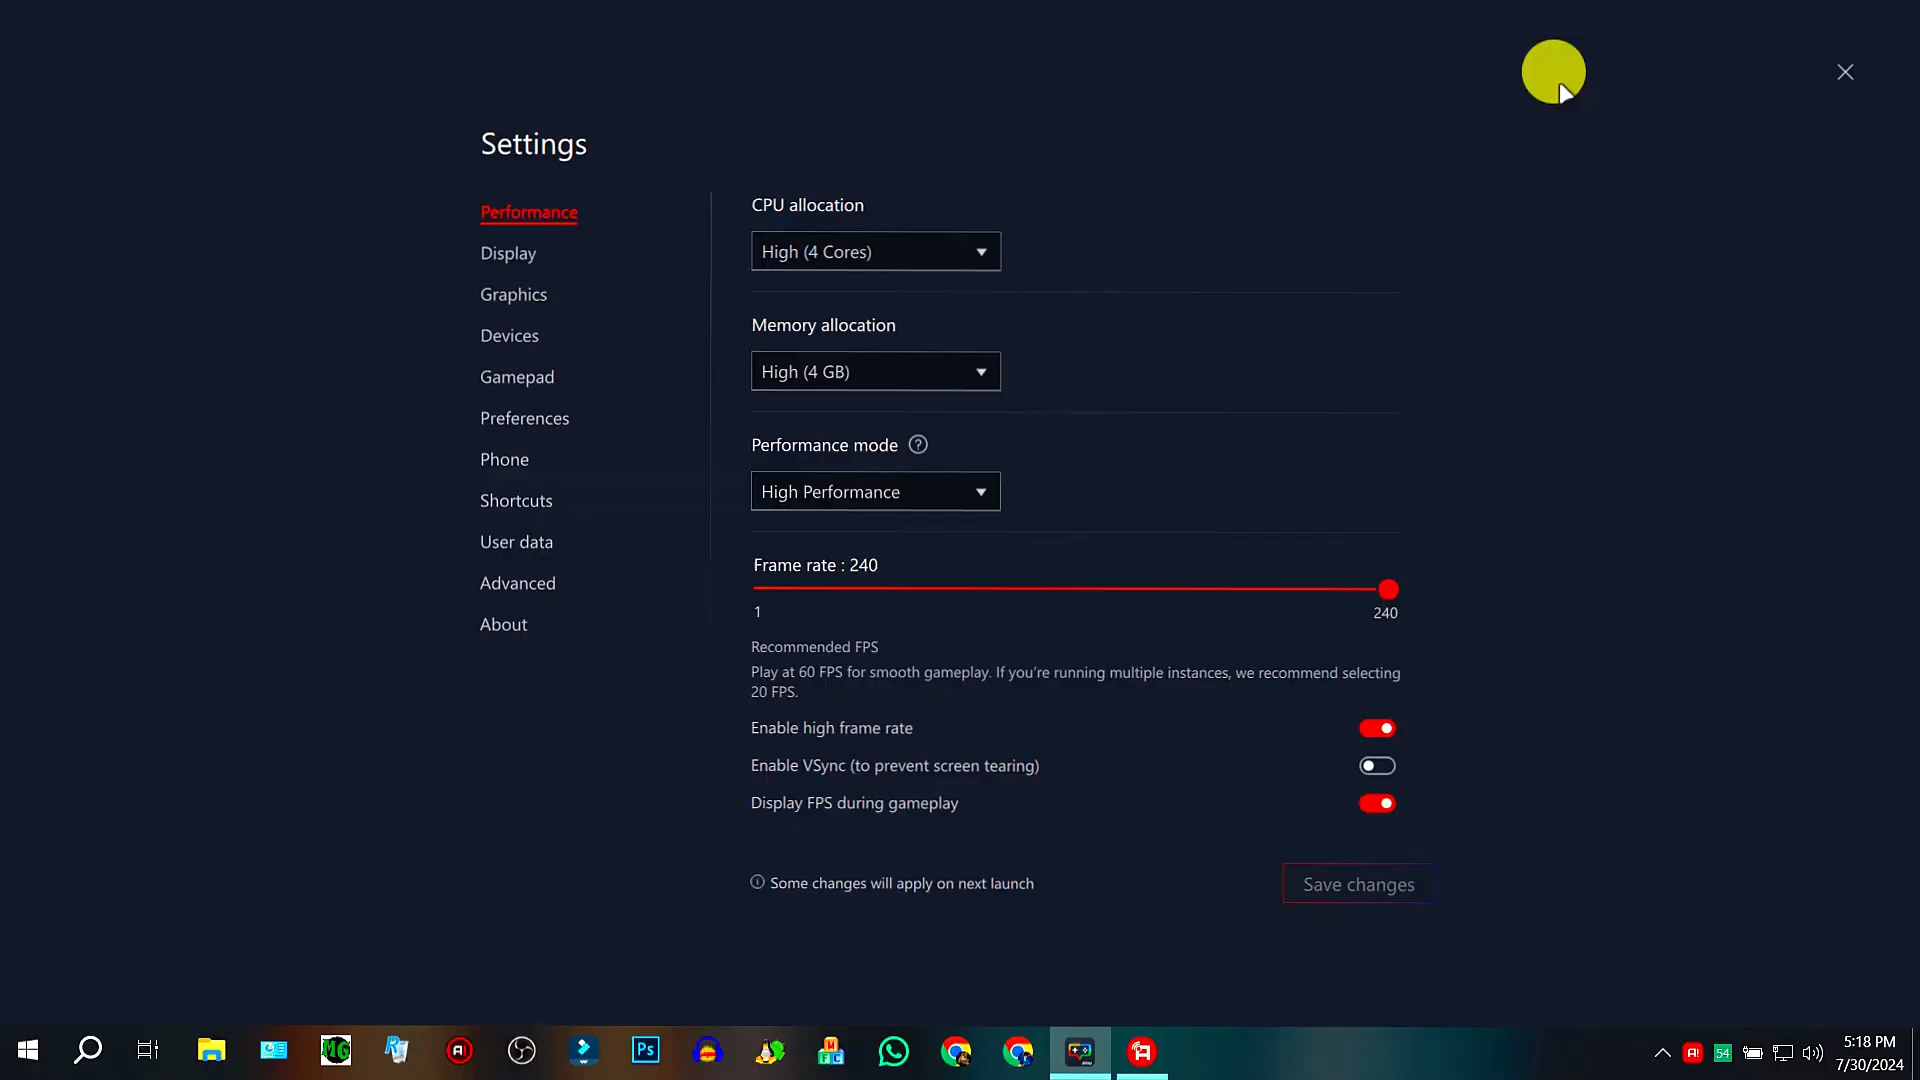 Settings
Performance
Display
Graphics
Devices
Gamepad
Preferences
Phone
Shortcuts
User data
Advanced
About
CPU allocation
High (4 Cores)
Memory allocation
High (4 GB)
Performance mode ?
High Performance
Frame rate : 240
1
240
Recommended FPS
Play at 60 FPS for smooth gameplay. If you're running multiple instances, we recommend selecting
20 FPS.
Enable high frame rate
Enable VSync (to prevent screen tearing)
Display FPS during gameplay
Some changes will apply on next launch
Save changes
MG
Ps
54
5:18 PM
7/30/2024